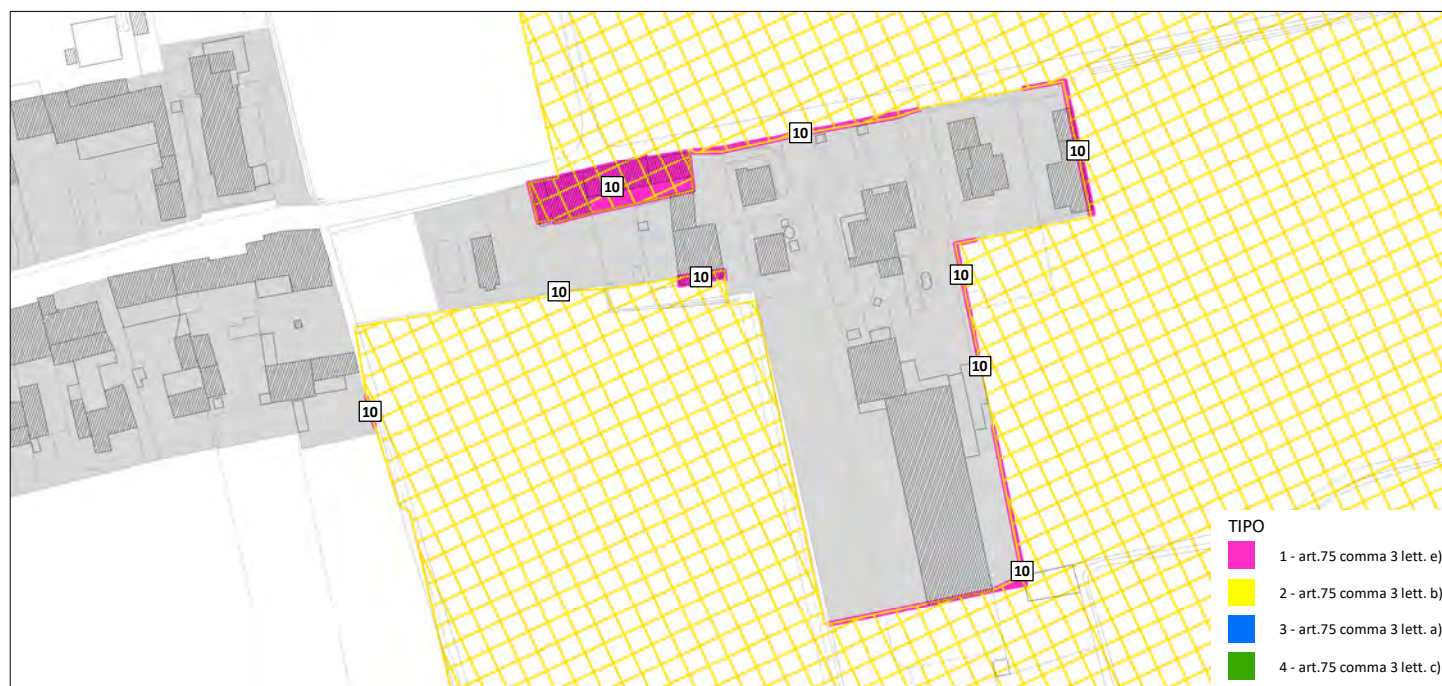 10
10
10
10
10
10
10
10
10
TIPO
1 - art.75 comma 3 lett. e)
2 - art.75 comma 3 lett. b)
3 - art.75 comma 3 lett. a)
4 - art.75 comma 3 lett. c)